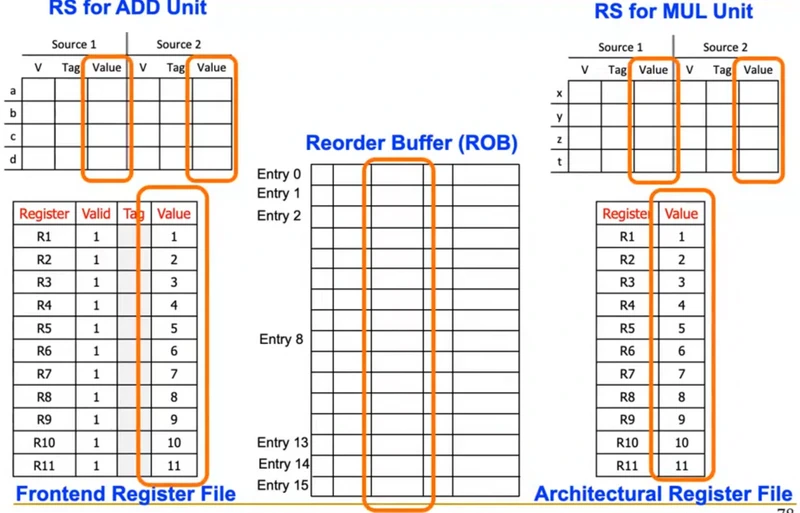 RS for ADD Unit
Source 1 Source 2
V Tag Value V Tag Value
a
b
c
d
RS for MUL Unit
Source 1 Source 2
V Tag Value V Tag Value
x
y
z
t
Reorder Buffer (ROB)
Entry 0
Entry 1
Entry 2
Entry 8
Entry 13
Entry 14
Entry 15
Register Valid Tag Value
R1 1 1
R2 1 2
R3 1 3
R4 1 4
R5 1 5
R6 1 6
R7 1 7
R8 1 8
R9 1 9
R10 1 10
R11 1 11
Frontend Register File
Register Value
R1 1
R2 2
R3 3
R4 4
R5 5
R6 6
R7 7
R8 8
R9 9
R10 10
R11 11
Architectural Register File